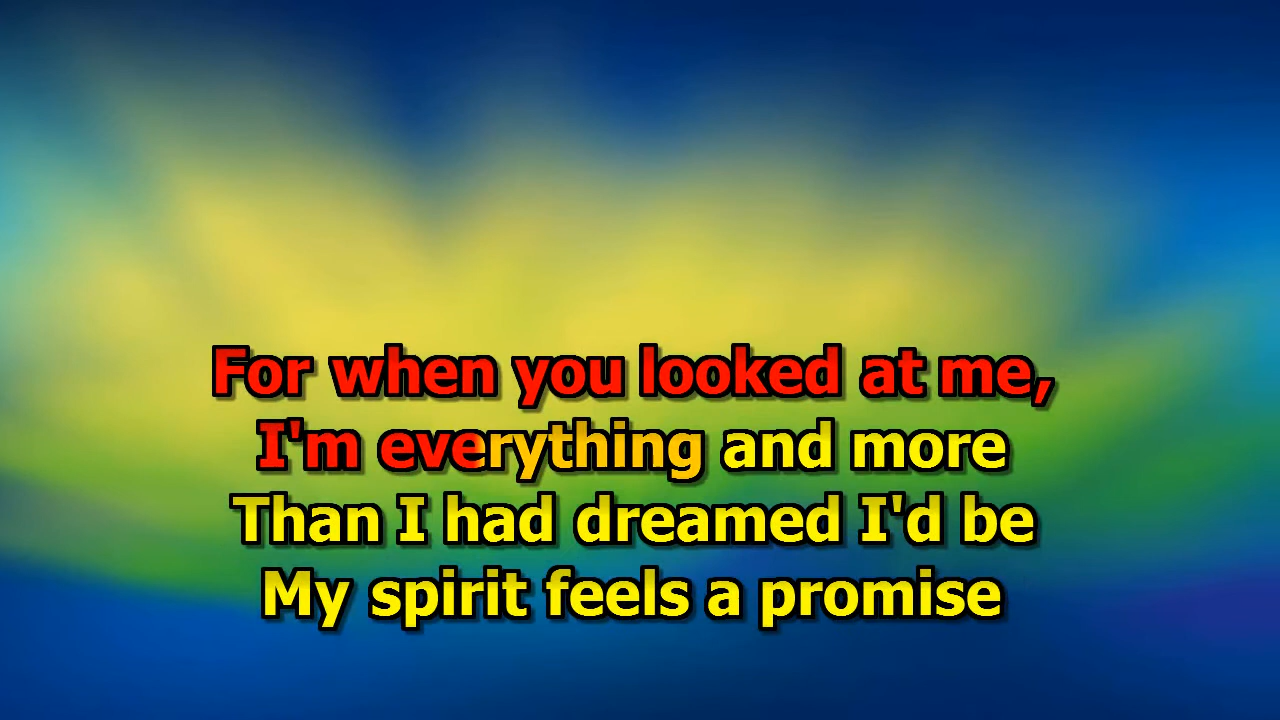 For when you looked at me,
I'm everything and more
Than I had dreamed I'd be
My spirit feels a promise